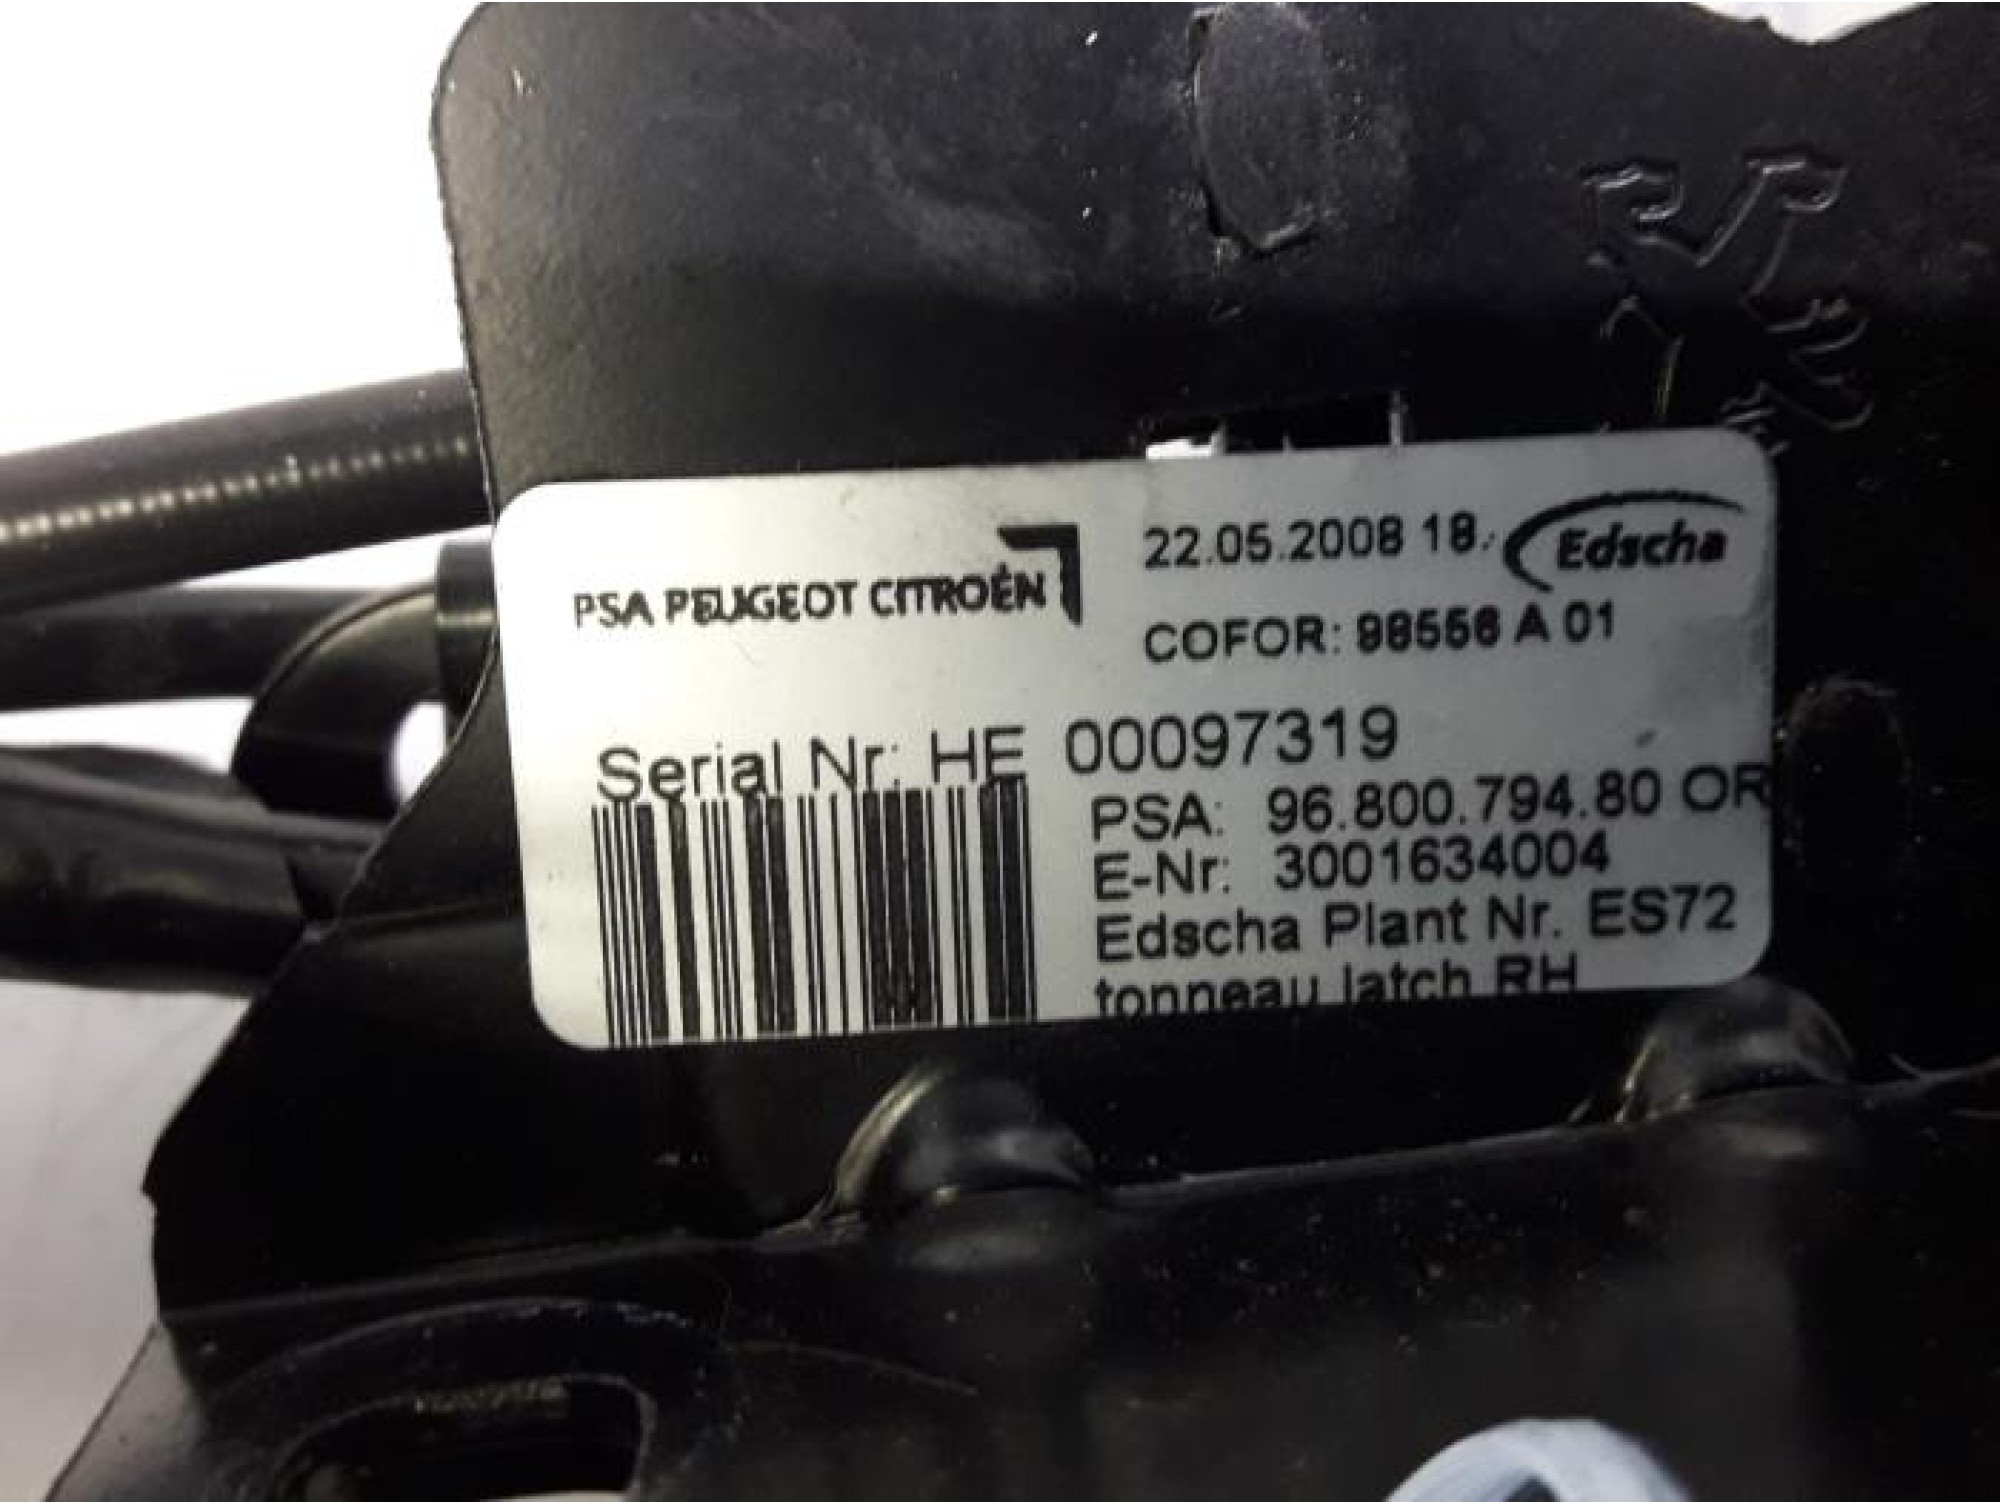 PSA PEUGEOT CITROËN
22.05.2008 18.
Edscha
COFOR: 98556 A 01
Serial Nr: HE 00097319
PSA: 96.800.794.80 OR
E-Nr: 3001634004
Edscha Plant Nr. ES72
tonneau latch RH